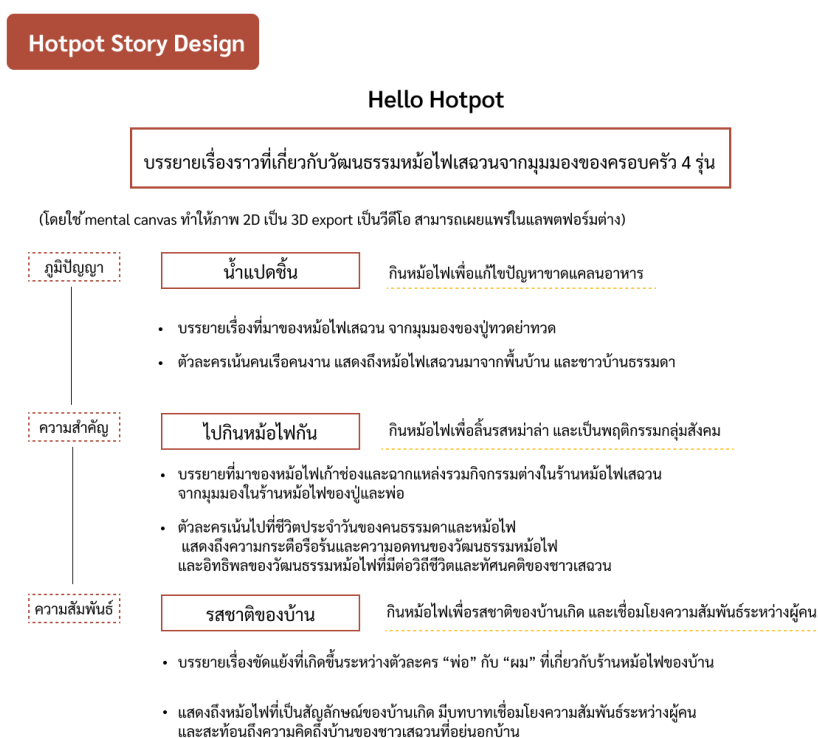 Hotpot Story Design
Hello Hotpot
บรรยายเรื่องราวที่เกี่ยวกับวัฒนธรรมหม้อไฟเสฉวนจากมุมมองของครอบครัว 4 รุ่น
(โดยใช้ mental canvas ทำให้ภาพ 2D เป็น 3D export เป็นวีดีโอ สามารถเผยแพร่ในแลพตฟอร์มต่าง)
ภูมิปัญญา
น้ำแปดชิ้น
กินหม้อไฟเพื่อแก้ไขปัญหาขาดแคลนอาหาร
• บรรยายเรื่องที่มาของหม้อไฟเสฉวน จากมุมมองของปู่ทวดย่าทวด
• ตัวละครเน้นคนเรือคนงาน แสดงถึงหม้อไฟเสฉวนมาจากพื้นบ้าน และชาวบ้านธรรมดา
ความสำคัญ
ไปกินหม้อไฟกัน
กินหม้อไฟเพื่อลิ้นรสหม่าล่า และเป็นพฤติกรรมกลุ่มสังคม
• บรรยายที่มาของหม้อไฟเก้าช่องและฉากแหล่งรวมกิจกรรมต่างในร้านหม้อไฟเสฉวน
จากมุมมองในร้านหม้อไฟของปู่และพ่อ
• ตัวละครเน้นไปที่ชีวิตประจำวันของคนธรรมดาและหม้อไฟ
แสดงถึงความกระตือรือร้นและความอดทนของวัฒนธรรมหม้อไฟ
และอิทธิพลของวัฒนธรรมหม้อไฟที่มีต่อวิถีชีวิตและทัศนคติของชาวเสฉวน
ความสัมพันธ์
รสชาติของบ้าน
กินหม้อไฟเพื่อรสชาติของบ้านเกิด และเชื่อมโยงความสัมพันธ์ระหว่างผู้คน
• บรรยายเรื่องขัดแย้งที่เกิดขึ้นระหว่างตัวละคร “พ่อ” กับ “ผม” ที่เกี่ยวกับร้านหม้อไฟของบ้าน
• แสดงถึงหม้อไฟที่เป็นสัญลักษณ์ของบ้านเกิด มีบทบาทเชื่อมโยงความสัมพันธ์ระหว่างผู้คน
และสะท้อนถึงความคิดถึงบ้านของชาวเสฉวนที่อยู่นอกบ้าน